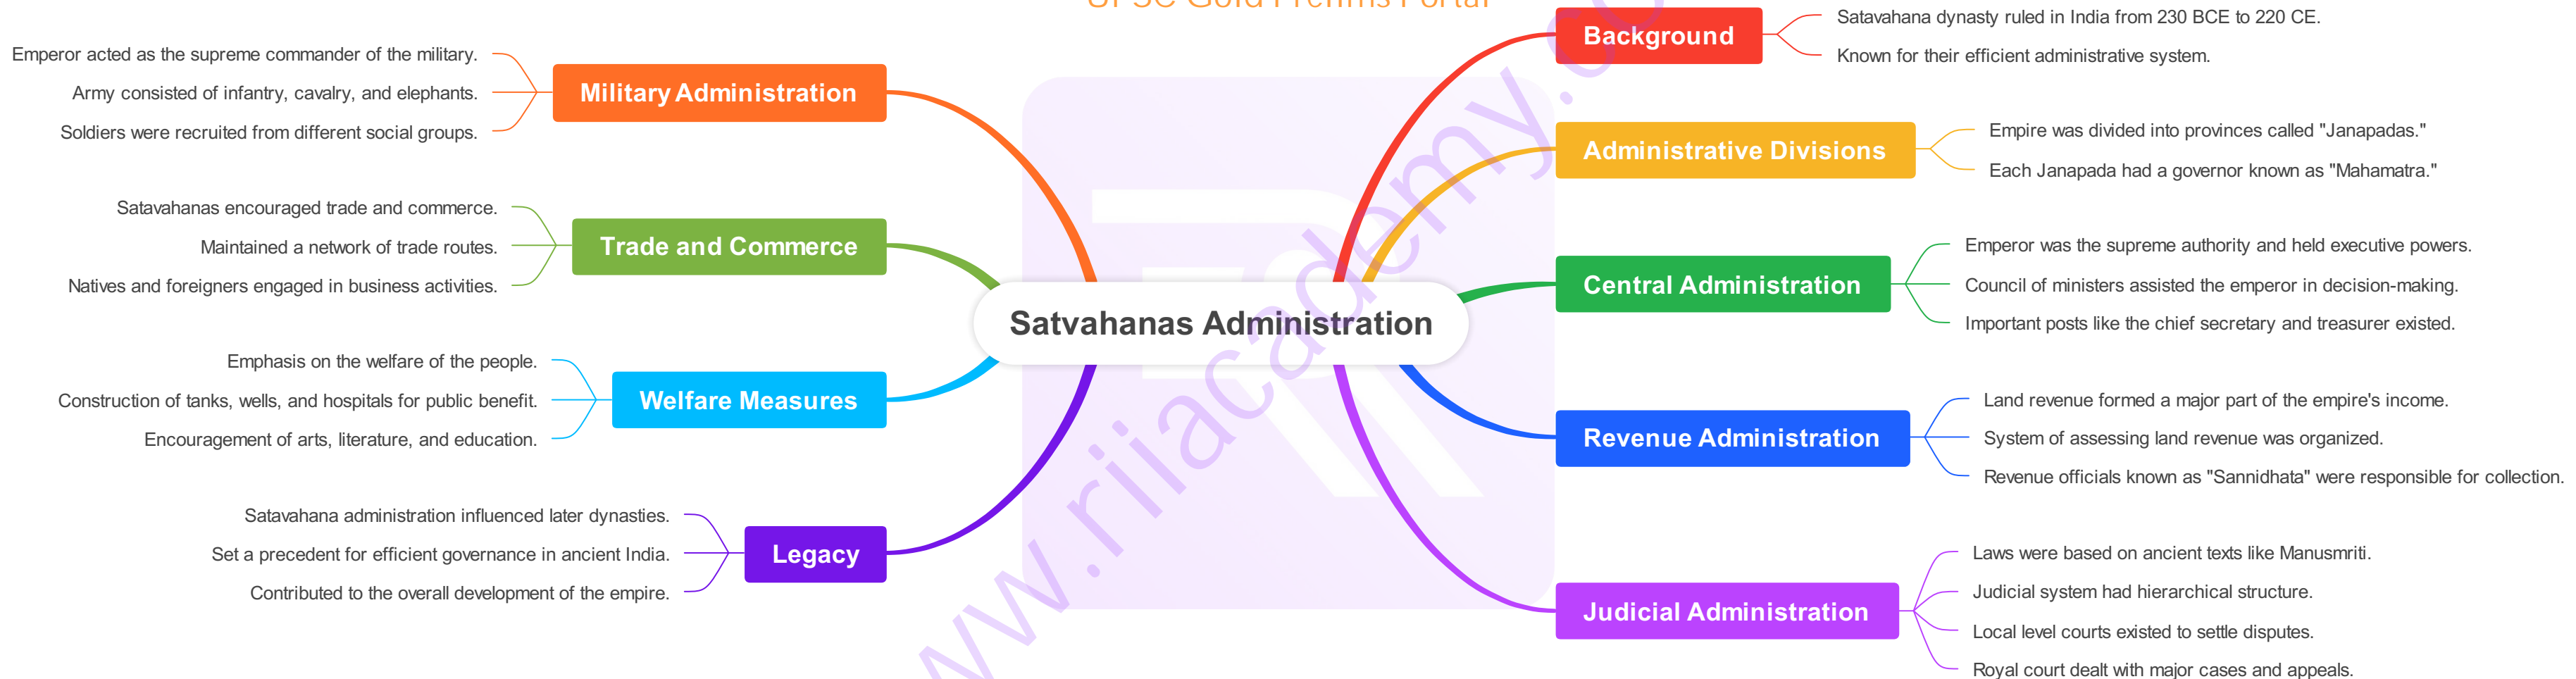 UPSC Gold Prelims Portal
Satvahanas Administration
Background
Satavahana dynasty ruled in India from 230 BCE to 220 CE.
Known for their efficient administrative system.
Administrative Divisions
Empire was divided into provinces called "Janapadas."
Each Janapada had a governor known as "Mahamatra."
Central Administration
Emperor was the supreme authority and held executive powers.
Council of ministers assisted the emperor in decision-making.
Important posts like the chief secretary and treasurer existed.
Revenue Administration
Land revenue formed a major part of the empire's income.
System of assessing land revenue was organized.
Revenue officials known as "Sannidhata" were responsible for collection.
Judicial Administration
Laws were based on ancient texts like Manusmriti.
Judicial system had hierarchical structure.
Local level courts existed to settle disputes.
Royal court dealt with major cases and appeals.
Military Administration
Emperor acted as the supreme commander of the military.
Army consisted of infantry, cavalry, and elephants.
Soldiers were recruited from different social groups.
Trade and Commerce
Satavahanas encouraged trade and commerce.
Maintained a network of trade routes.
Natives and foreigners engaged in business activities.
Welfare Measures
Emphasis on the welfare of the people.
Construction of tanks, wells, and hospitals for public benefit.
Encouragement of arts, literature, and education.
Legacy
Satavahana administration influenced later dynasties.
Set a precedent for efficient governance in ancient India.
Contributed to the overall development of the empire.